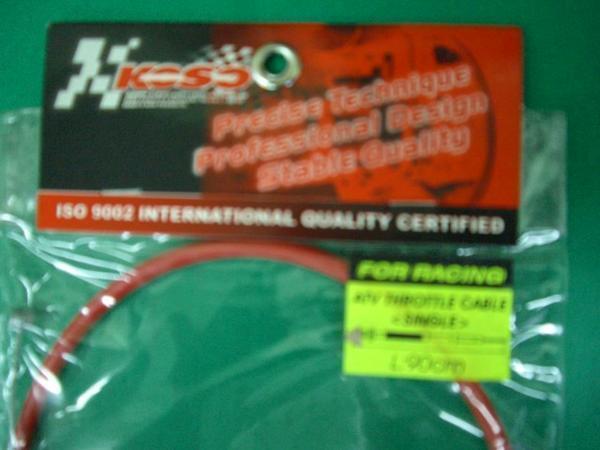 KOSO
Precise Technique
Professional Design
Stable Quality
ISO 9002 INTERNATIONAL QUALITY CERTIFIED
FOR RACING
ATV THROTTLE CABLE
<SINGLE>
L:90cm